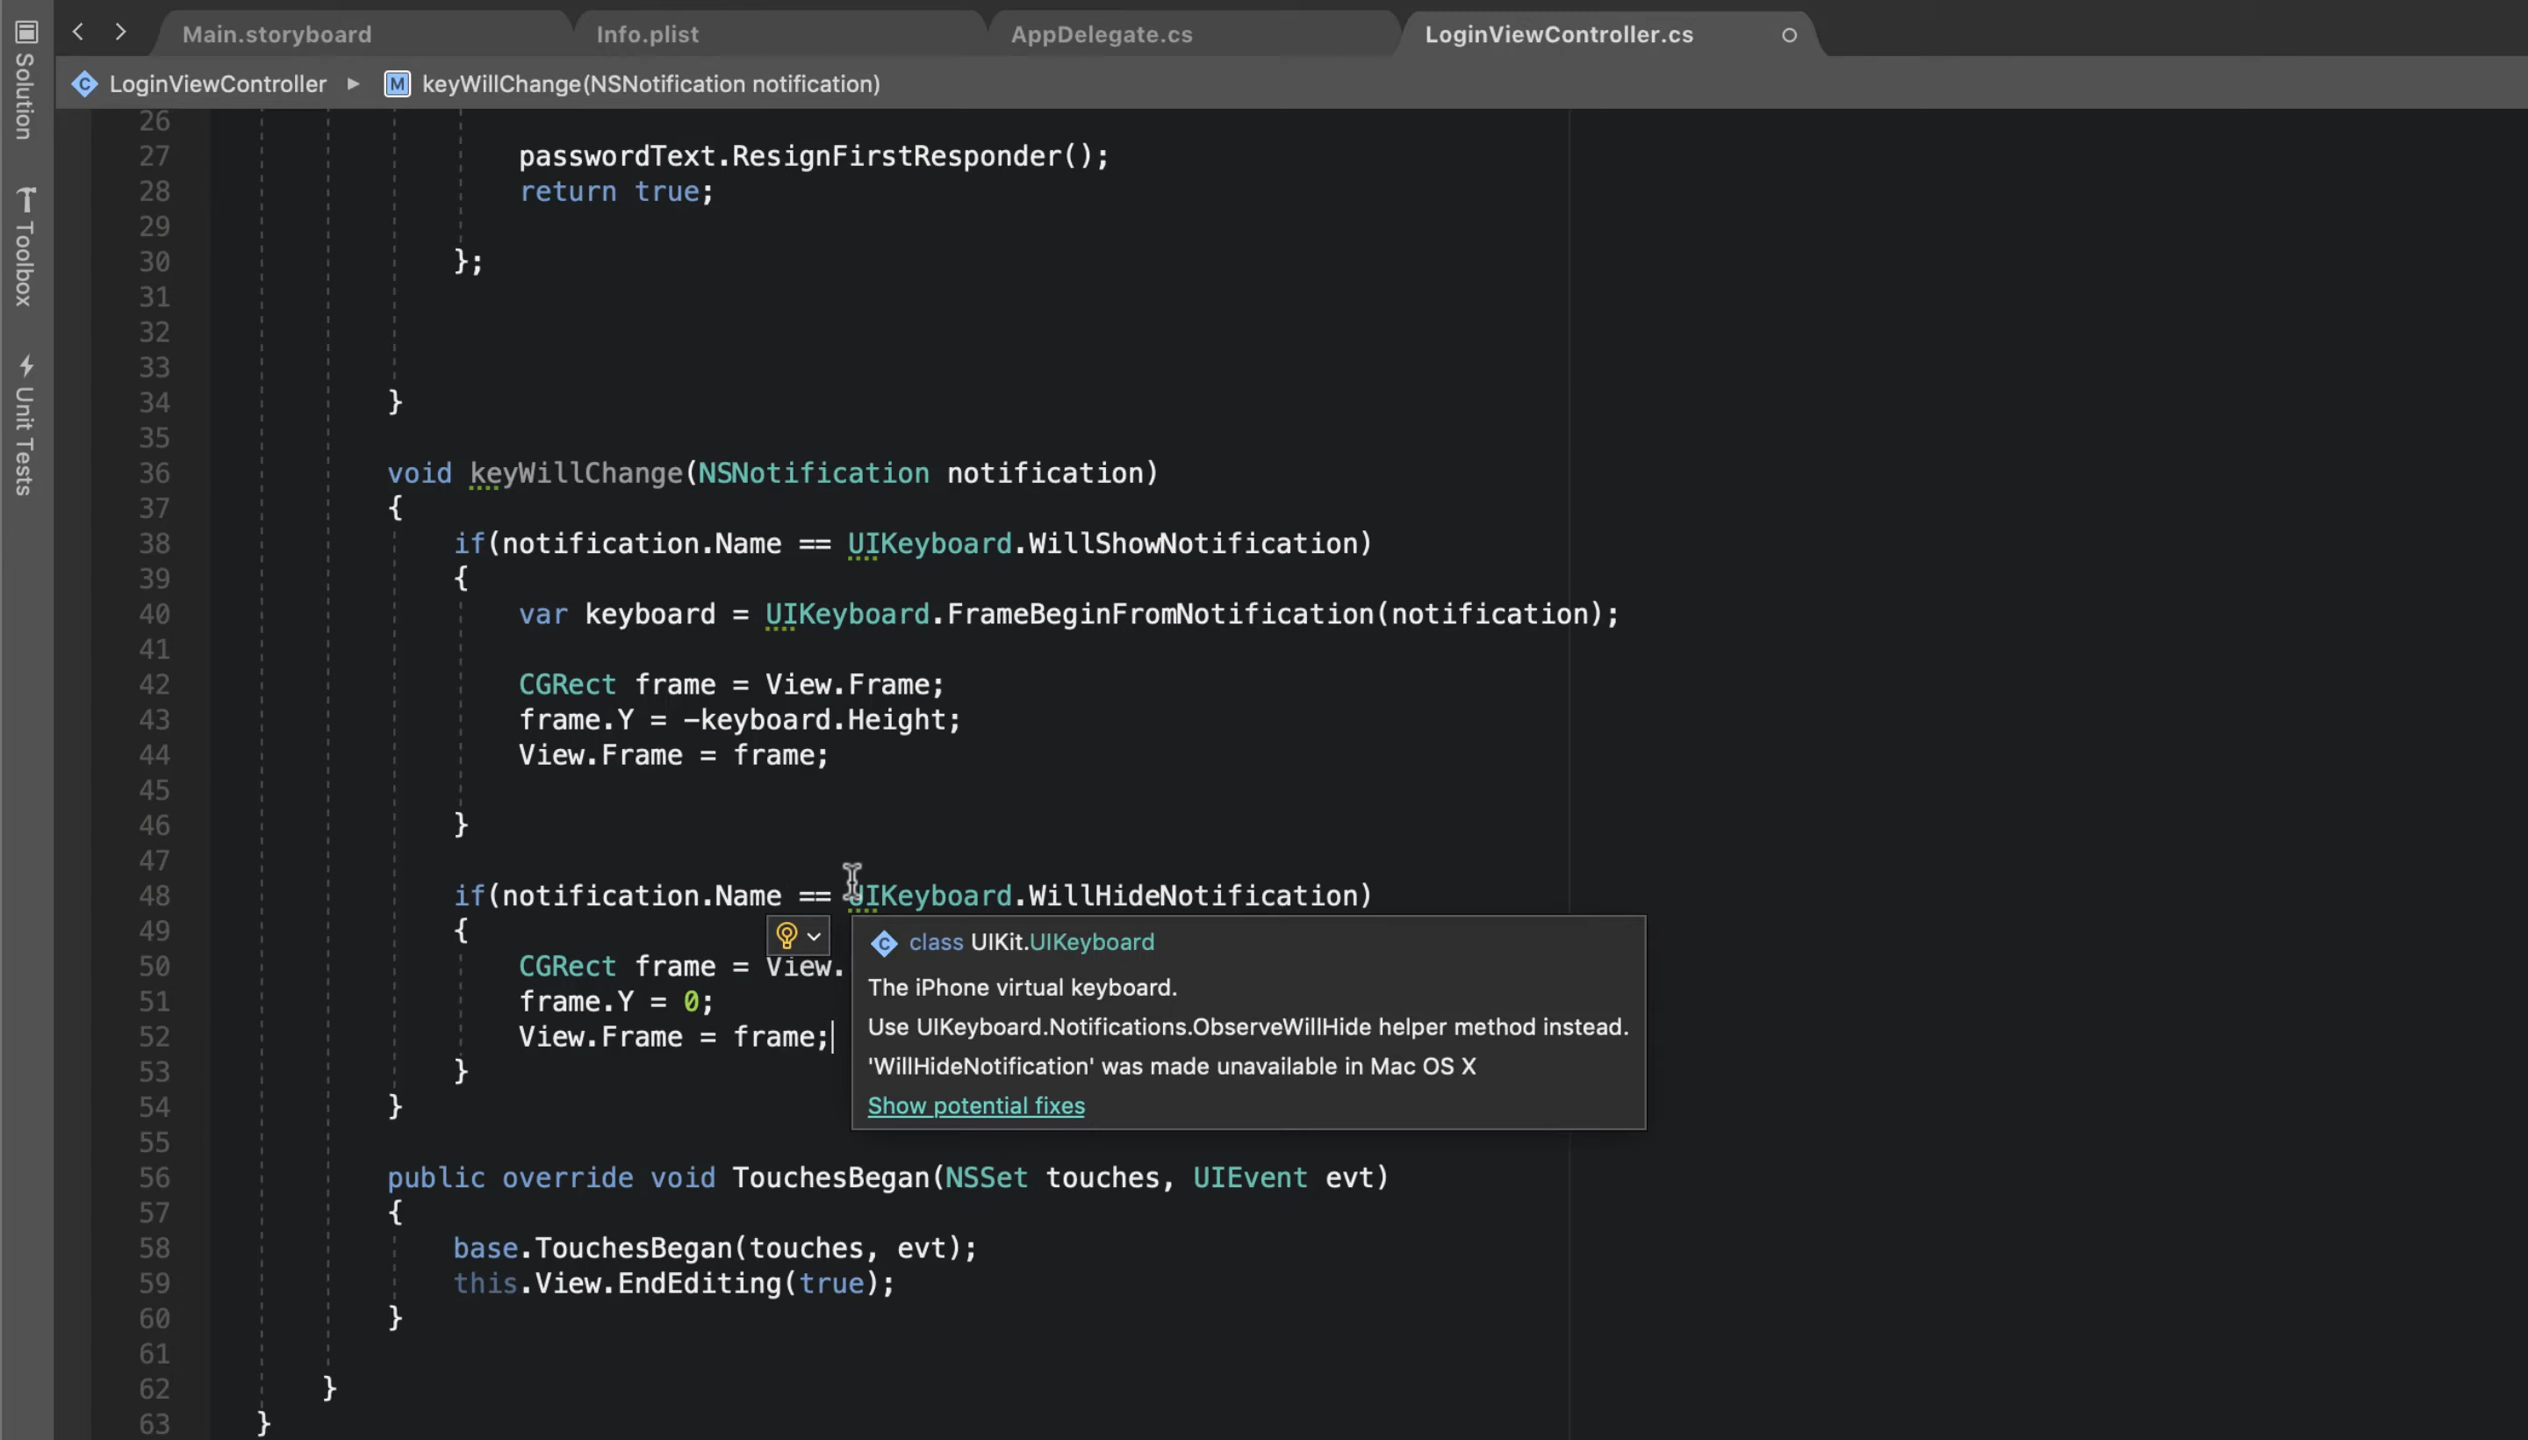 Main.storyboard
Info.plist
AppDelegate.cs
LoginViewController.cs
LoginViewController
M keyWillChange(NSNotification notification)
Solution
Toolbox
Unit Tests
26
27 passwordText.ResignFirstResponder();
28 return true;
29
30 };
31
32
33
34 }
35
36 void keyWillChange(NSNotification notification)
37 {
38 if(notification.Name == UIKeyboard.WillShowNotification)
39 {
40 var keyboard = UIKeyboard.FrameBeginFromNotification(notification);
41
42 CGRect frame = View.Frame;
43 frame.Y = -keyboard.Height;
44 View.Frame = frame;
45
46 }
47
48 if(notification.Name == UIKeyboard.WillHideNotification)
49 {
50 CGRect frame = View.
51 frame.Y = 0;
52 View.Frame = frame;
53 }
54 }
55
56 public override void TouchesBegan(NSSet touches, UIEvent evt)
57 {
58 base.TouchesBegan(touches, evt);
59 this.View.EndEditing(true);
60 }
61
62 }
63 }
C class UIKit.UIKeyboard
The iPhone virtual keyboard.
Use UIKeyboard.Notifications.ObserveWillHide helper method instead.
'WillHideNotification' was made unavailable in Mac OS X
Show potential fixes